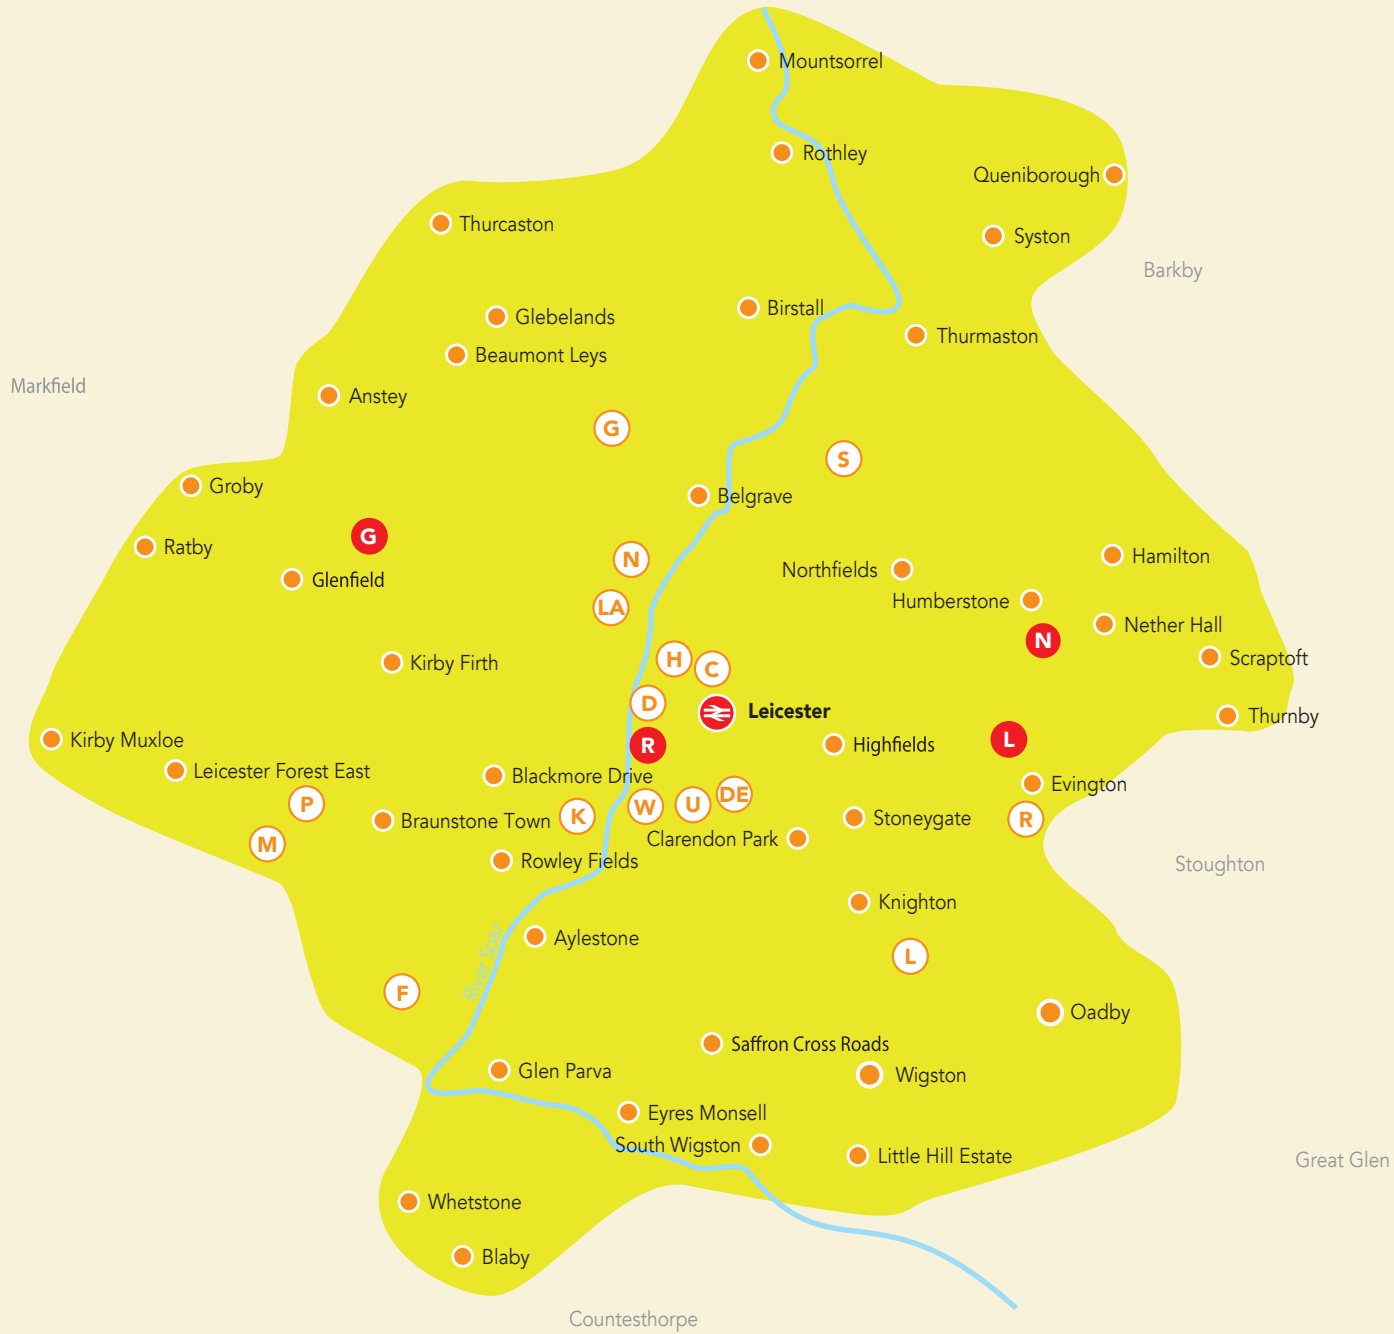 Mountsorrel
Rothley
Queniborough
Thurcaston
Syston
Barkby
Birstall
Glebelands
Thurmaston
Beaumont Leys
Markfield
Anstey
G
S
Groby
Belgrave
G
Ratby
N
Hamilton
Northfields
Glenfield
Humberstone
LA
Nether Hall
N
Scraptoft
H
Kirby Firth
C
D
Leicester
Thurnby
Kirby Muxloe
R
Highfields
L
Leicester Forest East
Blackmore Drive
Evington
P
W
U
DE
K
Braunstone Town
Stoneygate
R
Clarendon Park
M
Rowley Fields
Stoughton
Knighton
Aylestone
L
River Soar
F
Oadby
Saffron Cross Roads
Glen Parva
Wigston
Eyres Monsell
South Wigston
Little Hill Estate
Great Glen
Whetstone
Blaby
Countesthorpe